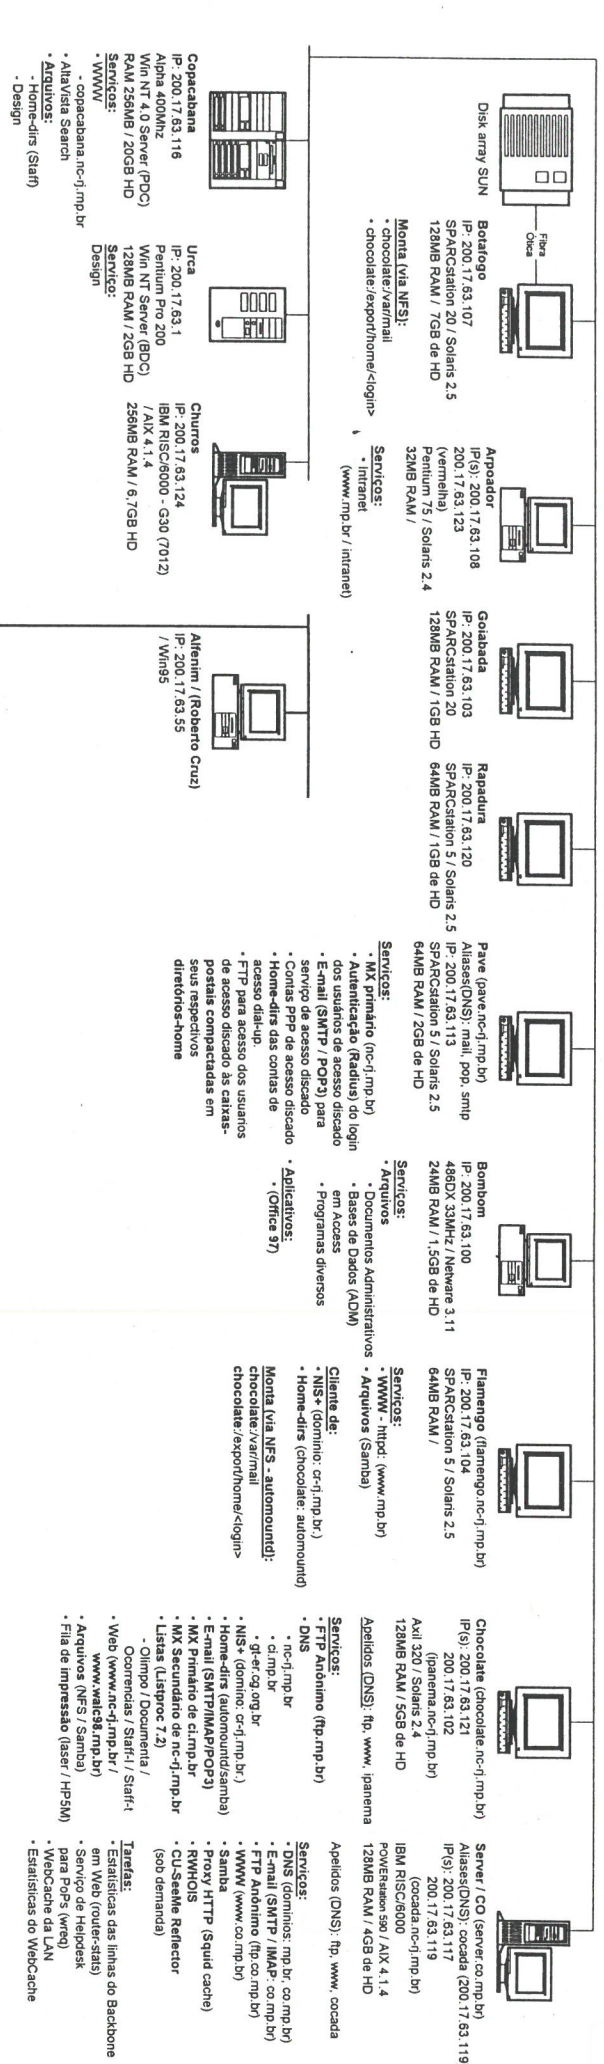 Disk array SUN
Fibra
Ótica
Botafogo
IP: 200.17.63.107
SPARCstation 20 / Solaris 2.5
128MB RAM / 7GB de HD
Monta (via NFS):
• chocolate:/var/mail
• chocolate:/export/home/<login>
Arpoador
IP(s): 200.17.63.108
200.17.63.123
(vermelha)
Pentium 75 / Solaris 2.4
32MB RAM /
Serviços:
• Intranet
(www.mp.br / intranet)
Goiabada
IP: 200.17.63.103
SPARCstation 20
128MB RAM / 1GB HD
Rapadura
IP: 200.17.63.120
SPARCstation 5 / Solaris 2.5
64MB RAM / 1GB de HD
Pave (pave.nc-rj.rnp.br)
Aliases(DNS): mail, pop, smtp
IP: 200.17.63.113
SPARCstation 5 / Solaris 2.5
64MB RAM / 2GB de HD
Serviços:
• MX primário (nc-rj.rnp.br)
• Autenticação (Radius) do login
dos usuários de acesso discado
• E-mail (SMTP / POP3) para
serviço de acesso discado
• Contas PPP de acesso discado
• Home-dirs das contas de
acesso dial-up.
• FTP para acesso dos usuarios
de acesso discado às caixas-
postais compactadas em
seus respectivos
diretórios-home
Bombom
IP: 200.17.63.100
486DX 33MHz / Netware 3.11
24MB RAM / 1,5GB de HD
Serviços:
• Arquivos
• Documentos Administrativos
• Bases de Dados (ADM)
em Access
• Programas diversos
• Aplicativos:
• (Office 97)
Flamengo (flamengo.nc-rj.rnp.br)
IP: 200.17.63.104
SPARCstation 5 / Solaris 2.5
64MB RAM /
Serviços:
• WWW - httpd: (www.rnp.br)
• Arquivos (Samba)
Cliente de:
• NIS+ (dominio: cr-rj.rnp.br.)
• Home-dirs (chocolate: automountd)
Monta (via NFS - automountd):
chocolate:/var/mail
chocolate:/export/home/<login>
Chocolate (chocolate.nc-rj.rnp.br)
IP(s): 200.17.63.121
200.17.63.102
(ipanema.nc-rj.rnp.br)
Axil 320 / Solaris 2.4
128MB RAM / 5GB de HD
Apelidos (DNS): ftp, www, ipanema
Serviços:
• FTP Anônimo (ftp.rnp.br)
• DNS
• nc-rj.rnp.br
• ci.rnp.br
• gt-er.cg.org.br
• NIS+ (domino: cr-rj.rnp.br.)
• Home-dirs (automountd/samba)
• E-mail (SMTP/IMAP/POP3)
• MX Primário de ci.rnp.br
• MX Secundário de nc-rj.rnp.br
• Listas (Listproc 7.2)
- Olimpo / Documenta /
Ocorrencias / Staff-l / Staff-t
• Web (www.nc-rj.rnp.br /
www.walc98.rnp.br)
• Arquivos (NFS / Samba)
• Fila de impressão (laser / HP5M)
Server / CO (server.co.rnp.br)
Aliases(DNS): cocada (200.17.63.119
IP(s): 200.17.63.117
200.17.63.119
(cocada.nc-rj.rnp.br)
IBM RISC/6000
POWERstation 590 / AIX 4.1.4
128MB RAM / 4GB de HD
Apelidos (DNS): ftp, www, cocada
Serviços:
• DNS (dominios: rnp.br, co.rnp.br)
• E-mail (SMTP / IMAP: co.rnp.br)
• FTP Anônimo (ftp.co.rnp.br)
• WWW (www.co.rnp.br)
• Samba
• Proxy HTTP (Squid cache)
• RWHOIS
• CU-SeeMe Reflector
(sob demanda)
Tarefas:
• Estatísticas das linhas do Backbone
em Web (router-stats)
• Serviço de Helpdesk
para PoPs (wreq)
• WebCache da LAN
• Estatísticas do WebCache
Copacabana
IP: 200.17.63.116
Alpha 400Mhz
Win NT 4.0 Server (PDC)
RAM 256MB / 20GB HD
Serviços:
• WWW
- copacabana.nc-rj.rnp.br
• AltaVista Search
• Arquivos:
- Home-dirs (Staff)
- Design
Urca
IP: 200.17.63.1
Pentium Pro 200
Win NT Server (BDC)
128MB RAM / 2GB HD
Serviço:
Design
Churros
IP: 200.17.63.124
IBM RISC/6000 - G30 (7012)
/ AIX 4.1.4
256MB RAM / 6,7GB HD
Alfenim / (Roberto Cruz)
IP: 200.17.63.55
/ Win95